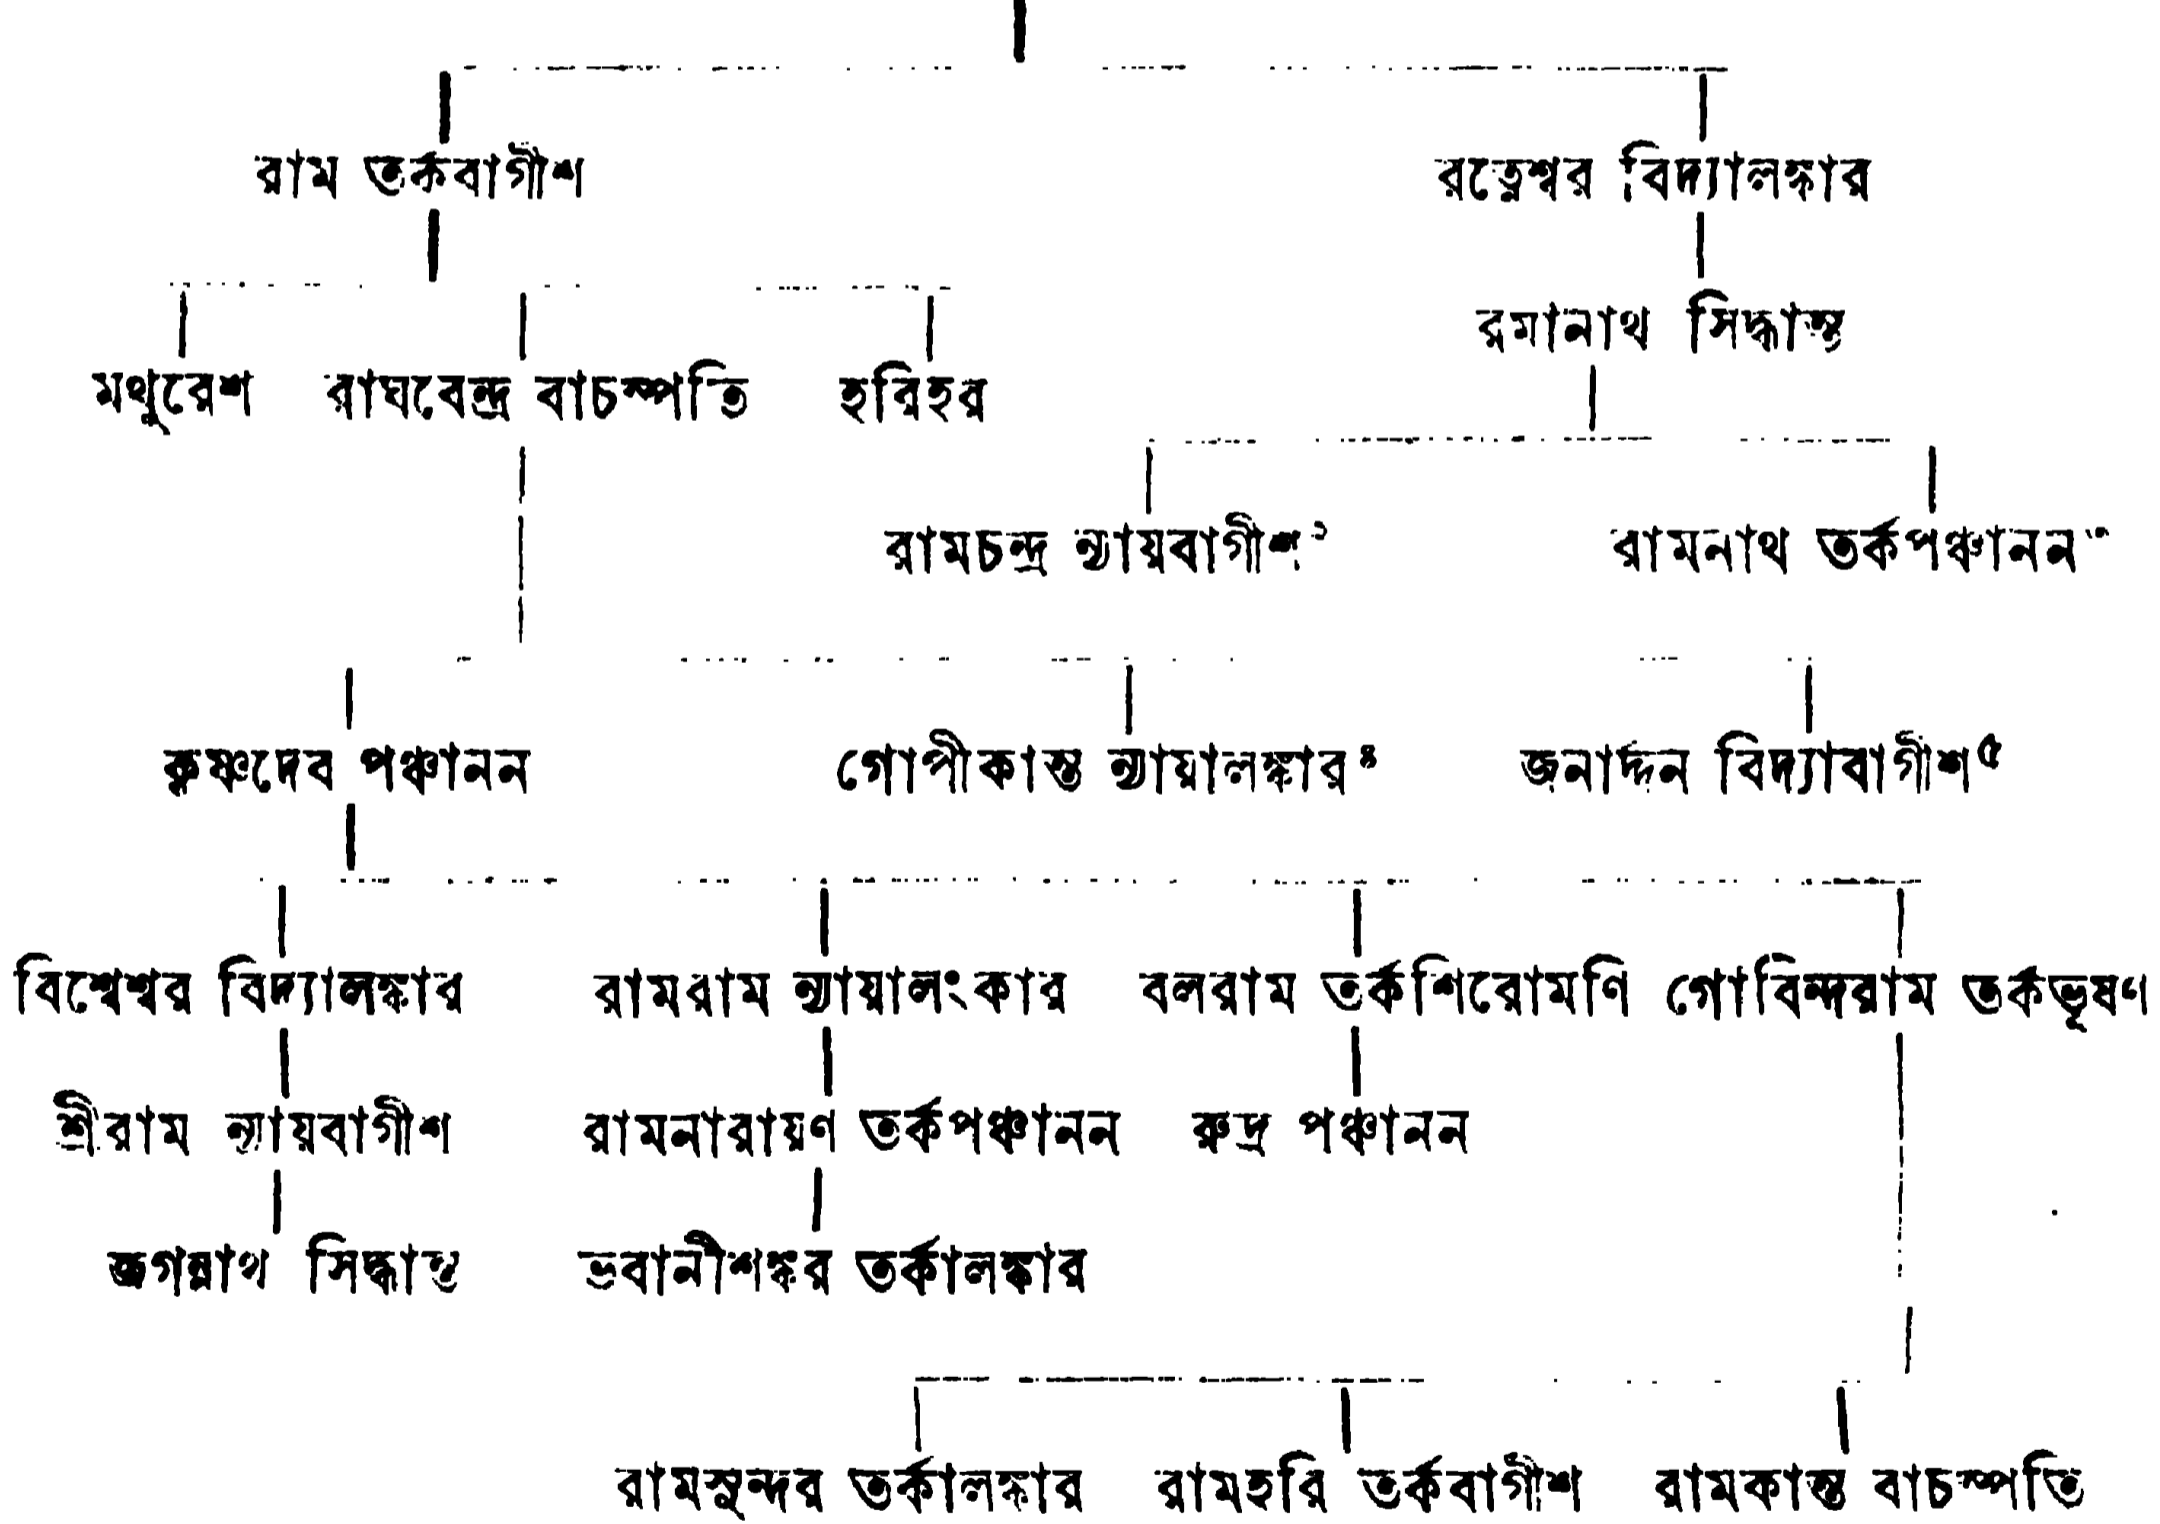 রাম তর্কবাগীশ রত্নেশ্বর বিদ্যালঙ্কার
রমানাথ সিদ্ধান্ত
মথুরেশ রাঘবেন্দ্র বাচস্পতি হরিহর
রামচন্দ্র ন্যায়বাগীশ রামনাথ তর্কপঞ্চানন
কৃষ্ণদেব পঞ্চানন গোপীকান্ত ন্যায়ালঙ্কার৪ জনার্দ্দন বিদ্যাবাগীশ৫
বিশ্বেশ্বর বিদ্যালঙ্কার রামরাম ন্যায়ালংকার বলরাম তর্কশিরোমণি গোবিন্দরাম তর্কভূষণ
শ্রীরাম ন্যায়বাগীশ রামনারায়ণ তর্কপঞ্চানন রুদ্র পঞ্চানন
জগন্নাথ সিদ্ধান্ত ভবানীশঙ্কর তর্কালঙ্কার
রামসুন্দর তর্কালঙ্কার রামহরি তর্কবাগীশ রামকান্ত বাচস্পতি